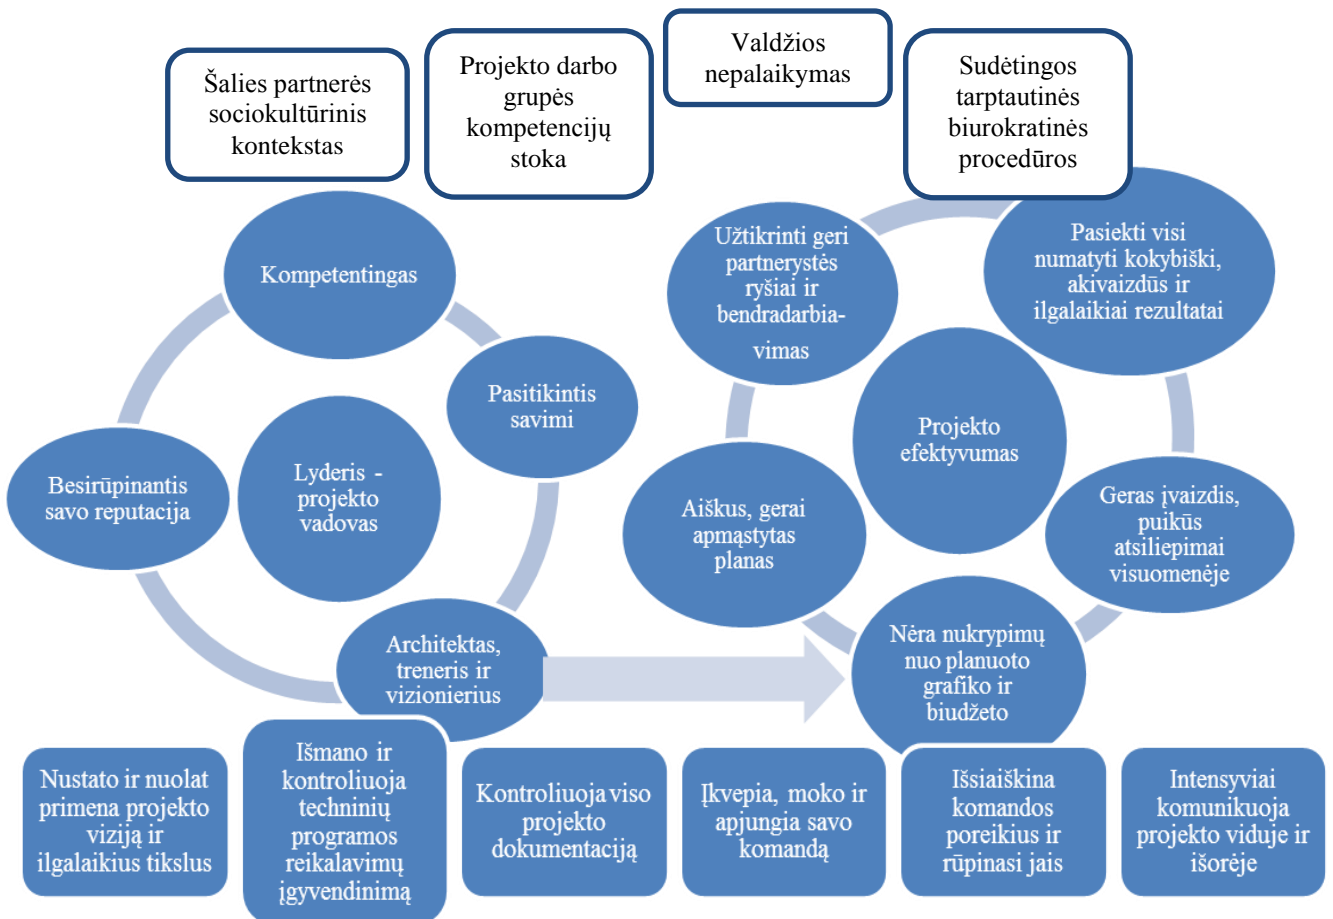 Šalies partnerės
sociokultūrinis
kontekstas
Projekto darbo
grupės
kompetencijų
stoka
Valdžios
nepalaikymas
Sudėtingos
tarptautinės
biurokratinės
procedūros
Kompetentingas
Pasitikintis
savimi
Architektas,
treneris ir
vizionierius
Besirūpinantis
savo reputacija
Lyderis -
projekto
vadovas
Užtikrinti geri
partnerystės
ryšiai ir
bendradarbia-
vimas
Pasiekti visi
numatyti kokybiški,
akivaizdūs ir
ilgalaikiai rezultatai
Projekto
efektyvumas
Geras įvaizdis,
puikūs
atsiliepimai
visuomenėje
Nėra nukrypimų
nuo planuoto
grafiko ir
biudžeto
Aiškus, gerai
apmąstytas
planas
Nustato ir nuolat
primena projekto
viziją ir
ilgalaikius tikslus
Išmano ir
kontroliuoja
techninių
programos
reikalavimų
įgyvendinimą
Kontroliuoja viso
projekto
dokumentaciją
Įkvepia, moko ir
apjungia savo
komandą
Išsiaiškina
komandos
poreikius ir
rūpinasi jais
Intensyviai
komunikuoja
projekto viduje ir
išorėje